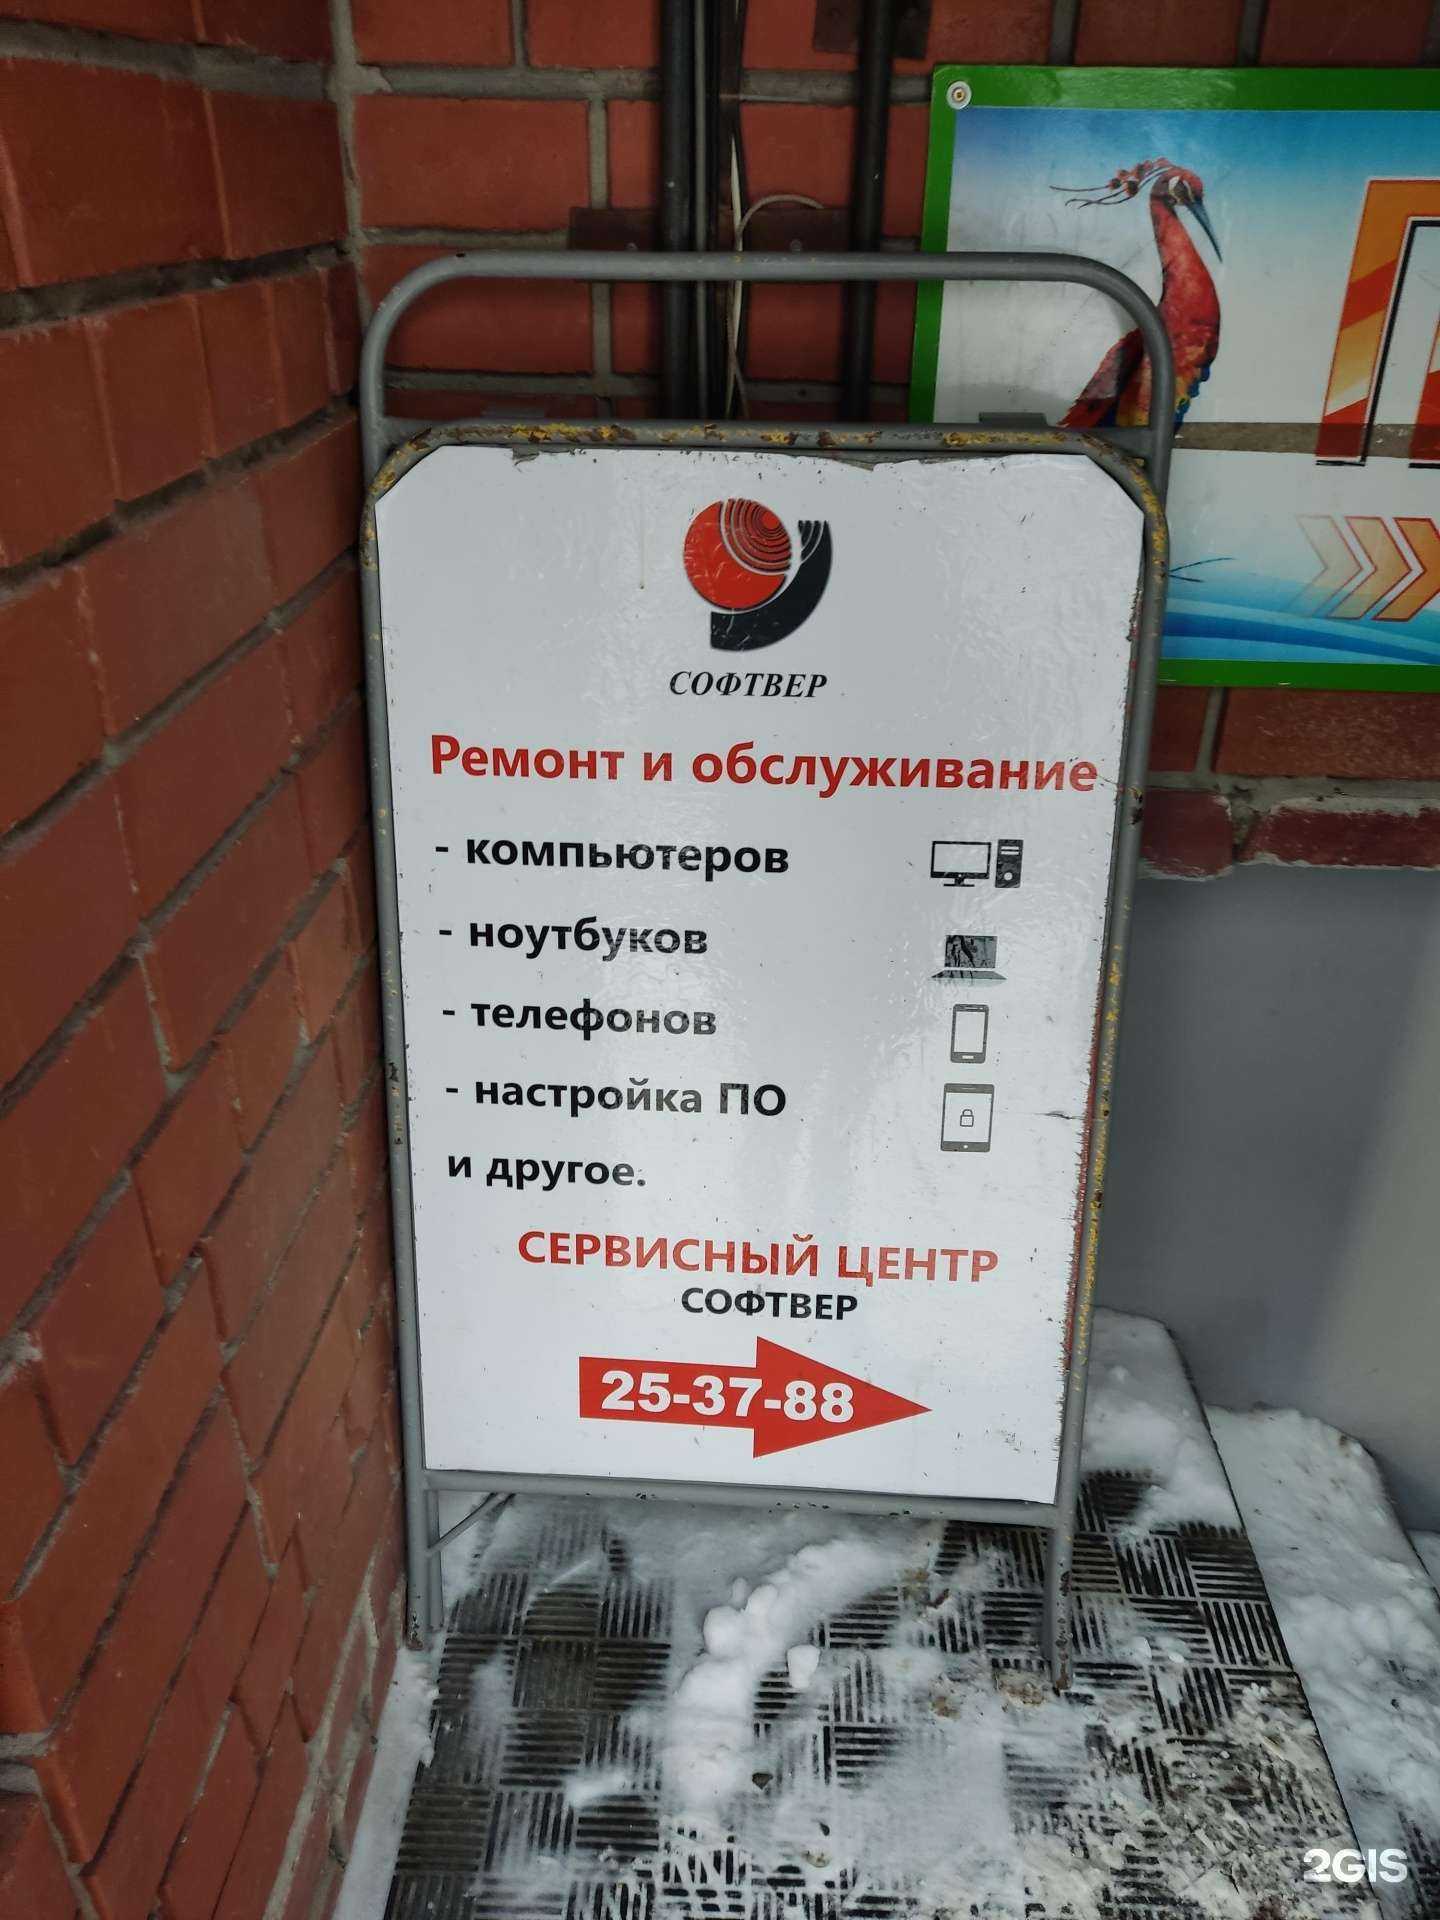 СОФТВЕР
Ремонт и обслуживание
- компьютеров
- ноутбуков
- телефонов
- настройка ПО
и другое.
СЕРВИСНЫЙ ЦЕНТР
СОФТВЕР
25-37-88
2GIS